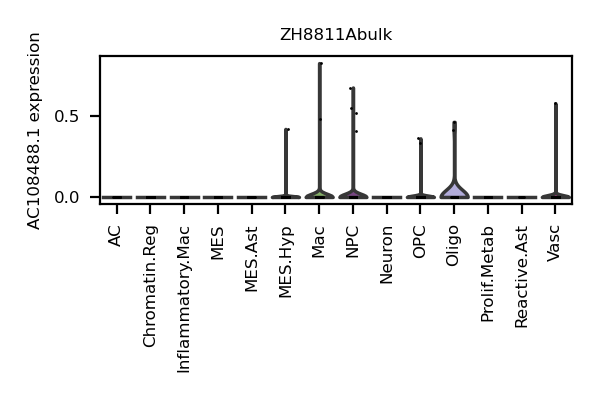 ZH8811Abulk
AC108488.1 expression
0.5
0.0
AC
Chromatin.Reg
Inflammatory.Mac
MES
MES.Ast
MES.Hyp
Mac
NPC
Neuron
OPC
Oligo
Prolif.Metab
Reactive.Ast
Vasc